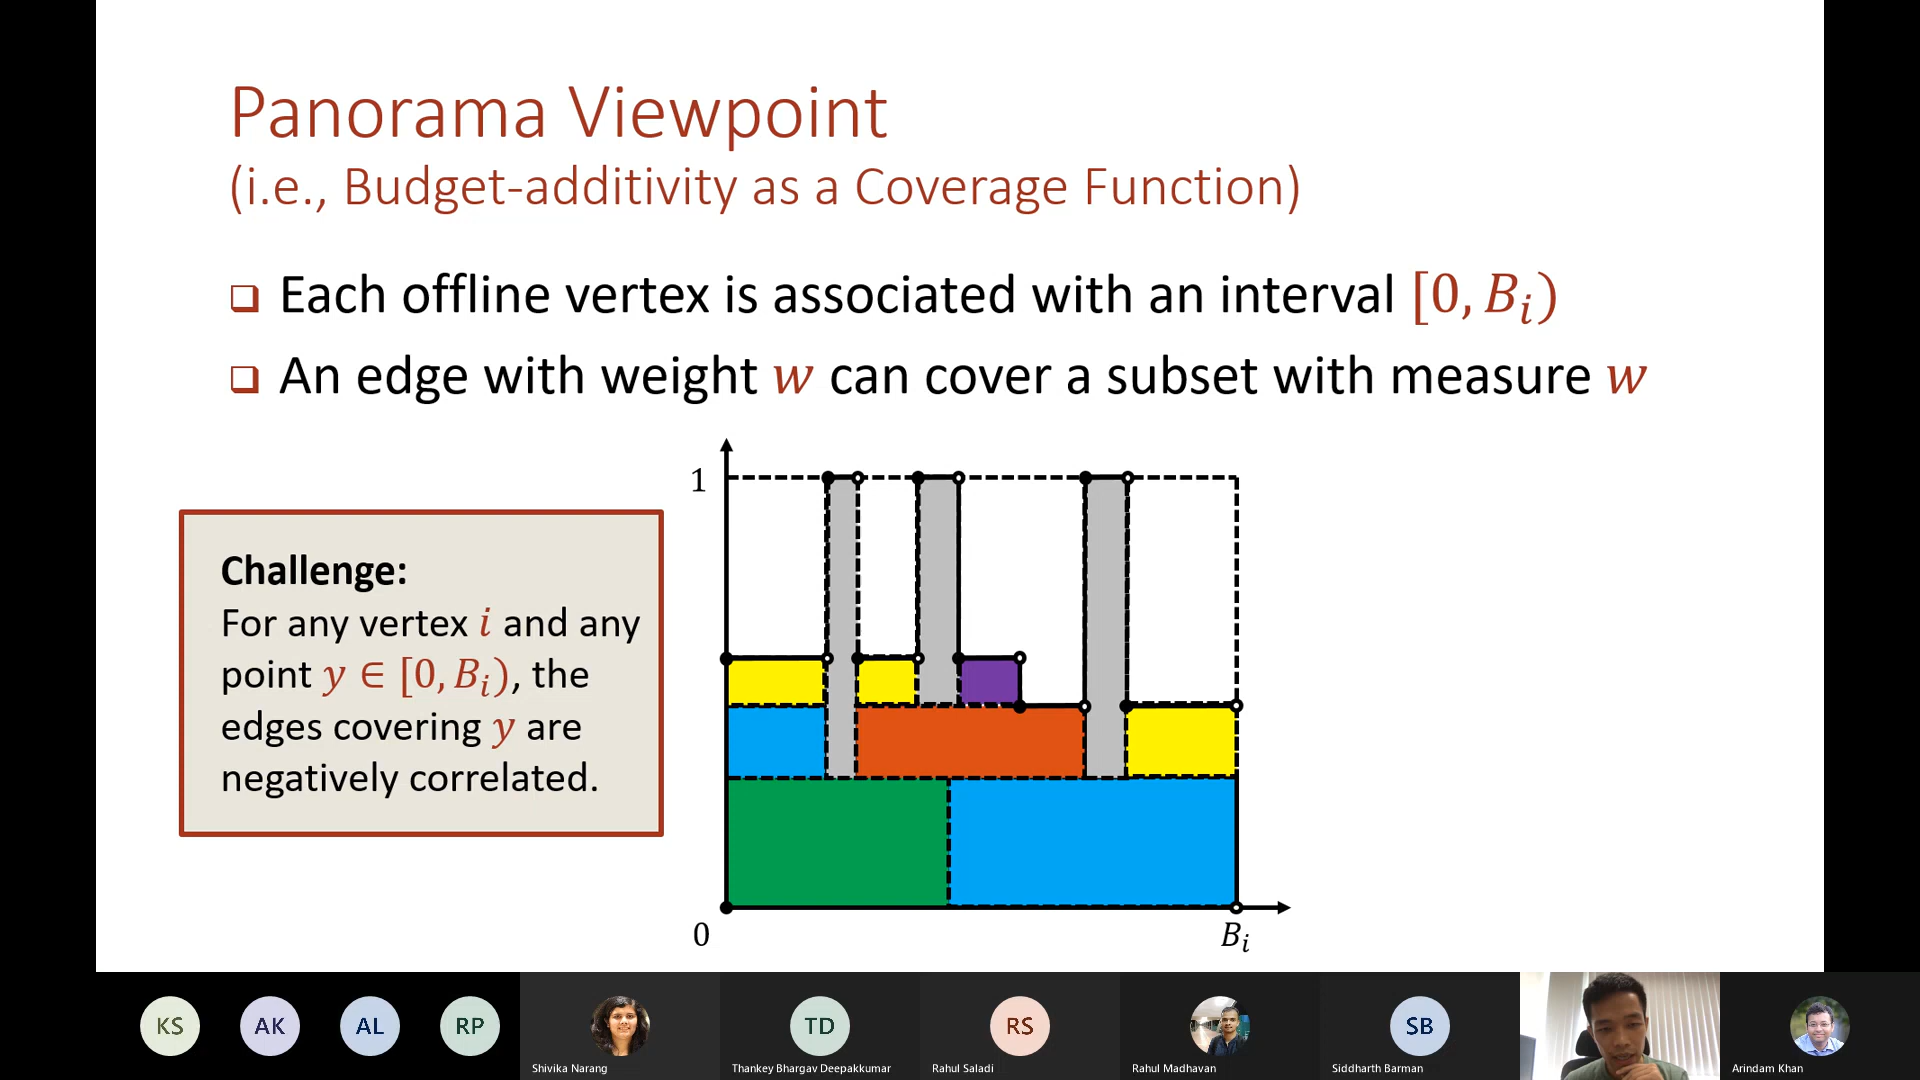 Panorama Viewpoint
(i.e., Budget-additivity as a Coverage Function)
❑ Each offline vertex is associated with an interval [0, Bᵢ)
❑ An edge with weight w can cover a subset with measure w
Challenge:
For any vertex i and any
point y ∈ [0, Bᵢ), the
edges covering y are
negatively correlated.
1
0
Bᵢ
KS
AK
AL
RP
Shivika Narang
TD
Thankey Bhargav Deepakkumar
RS
Rahul Saladi
Rahul Madhavan
SB
Siddharth Barman
Arindam Khan